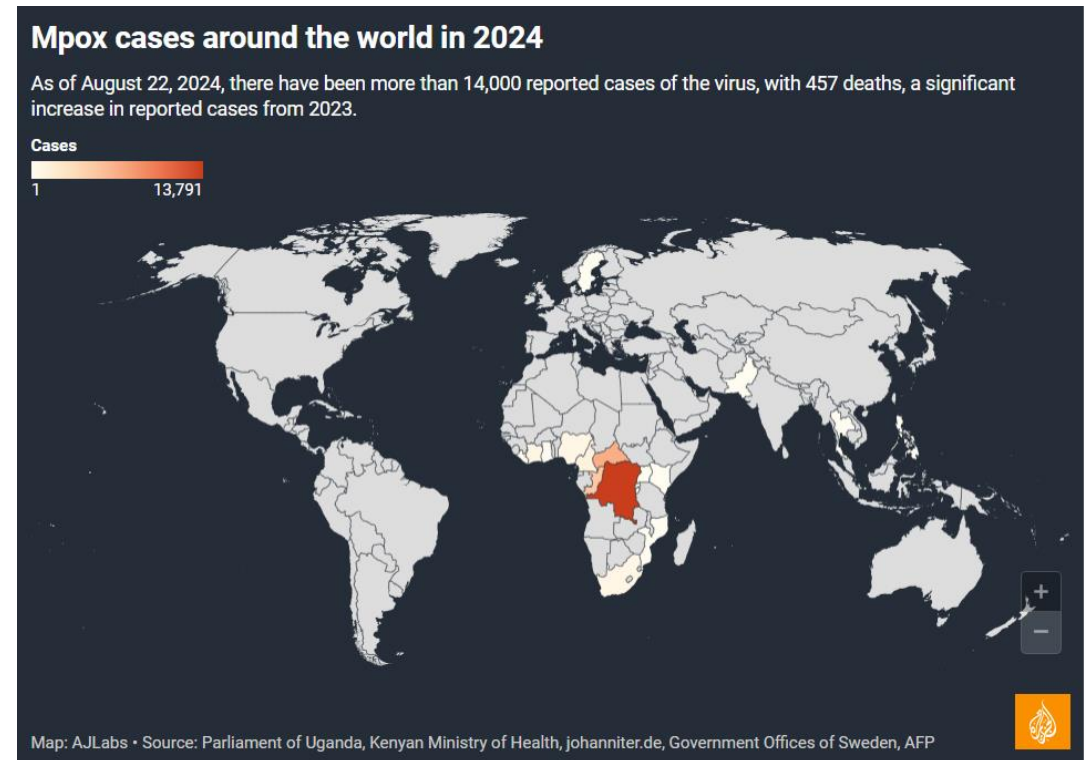 Mpox cases around the world in 2024
As of August 22, 2024, there have been more than 14,000 reported cases of the virus, with 457 deaths, a significant
increase in reported cases from 2023.
Cases
1 13,791
+
−
Map: AJLabs • Source: Parliament of Uganda, Kenyan Ministry of Health, johanniter.de, Government Offices of Sweden, AFP